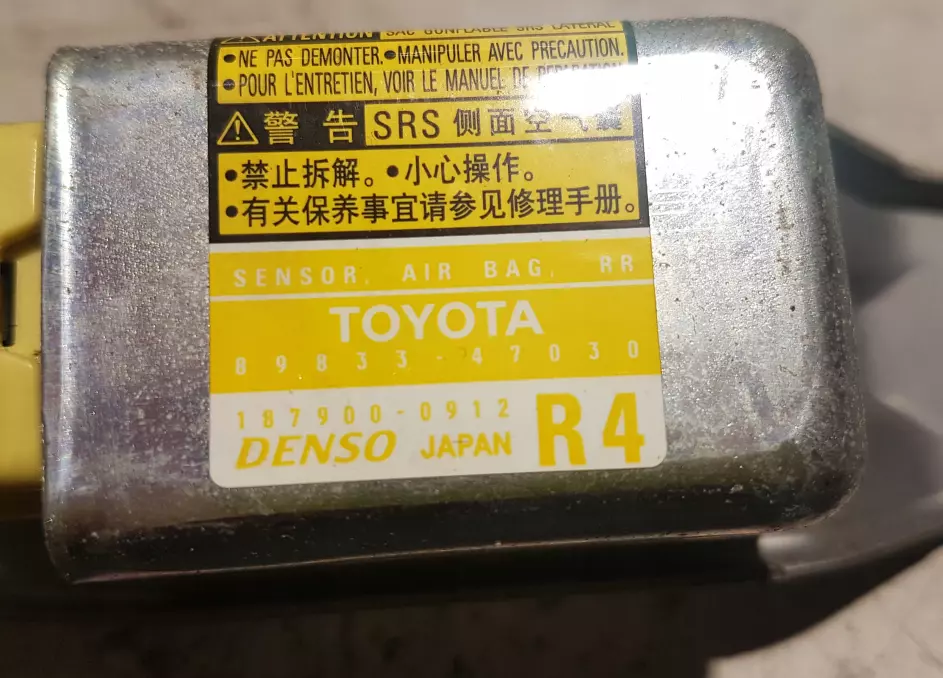 ATTENTION SAC GONFLABLE SRS LATERAL
•NE PAS DEMONTER.•MANIPULER AVEC PRECAUTION.
•POUR L'ENTRETIEN, VOIR LE MANUEL DE REPARATION
警告 SRS 侧面空气囊
•禁止拆解。•小心操作。
•有关保养事宜请参见修理手册。
SENSOR, AIR BAG, RR
TOYOTA
89833-47030
187900-0912
DENSO JAPAN R4